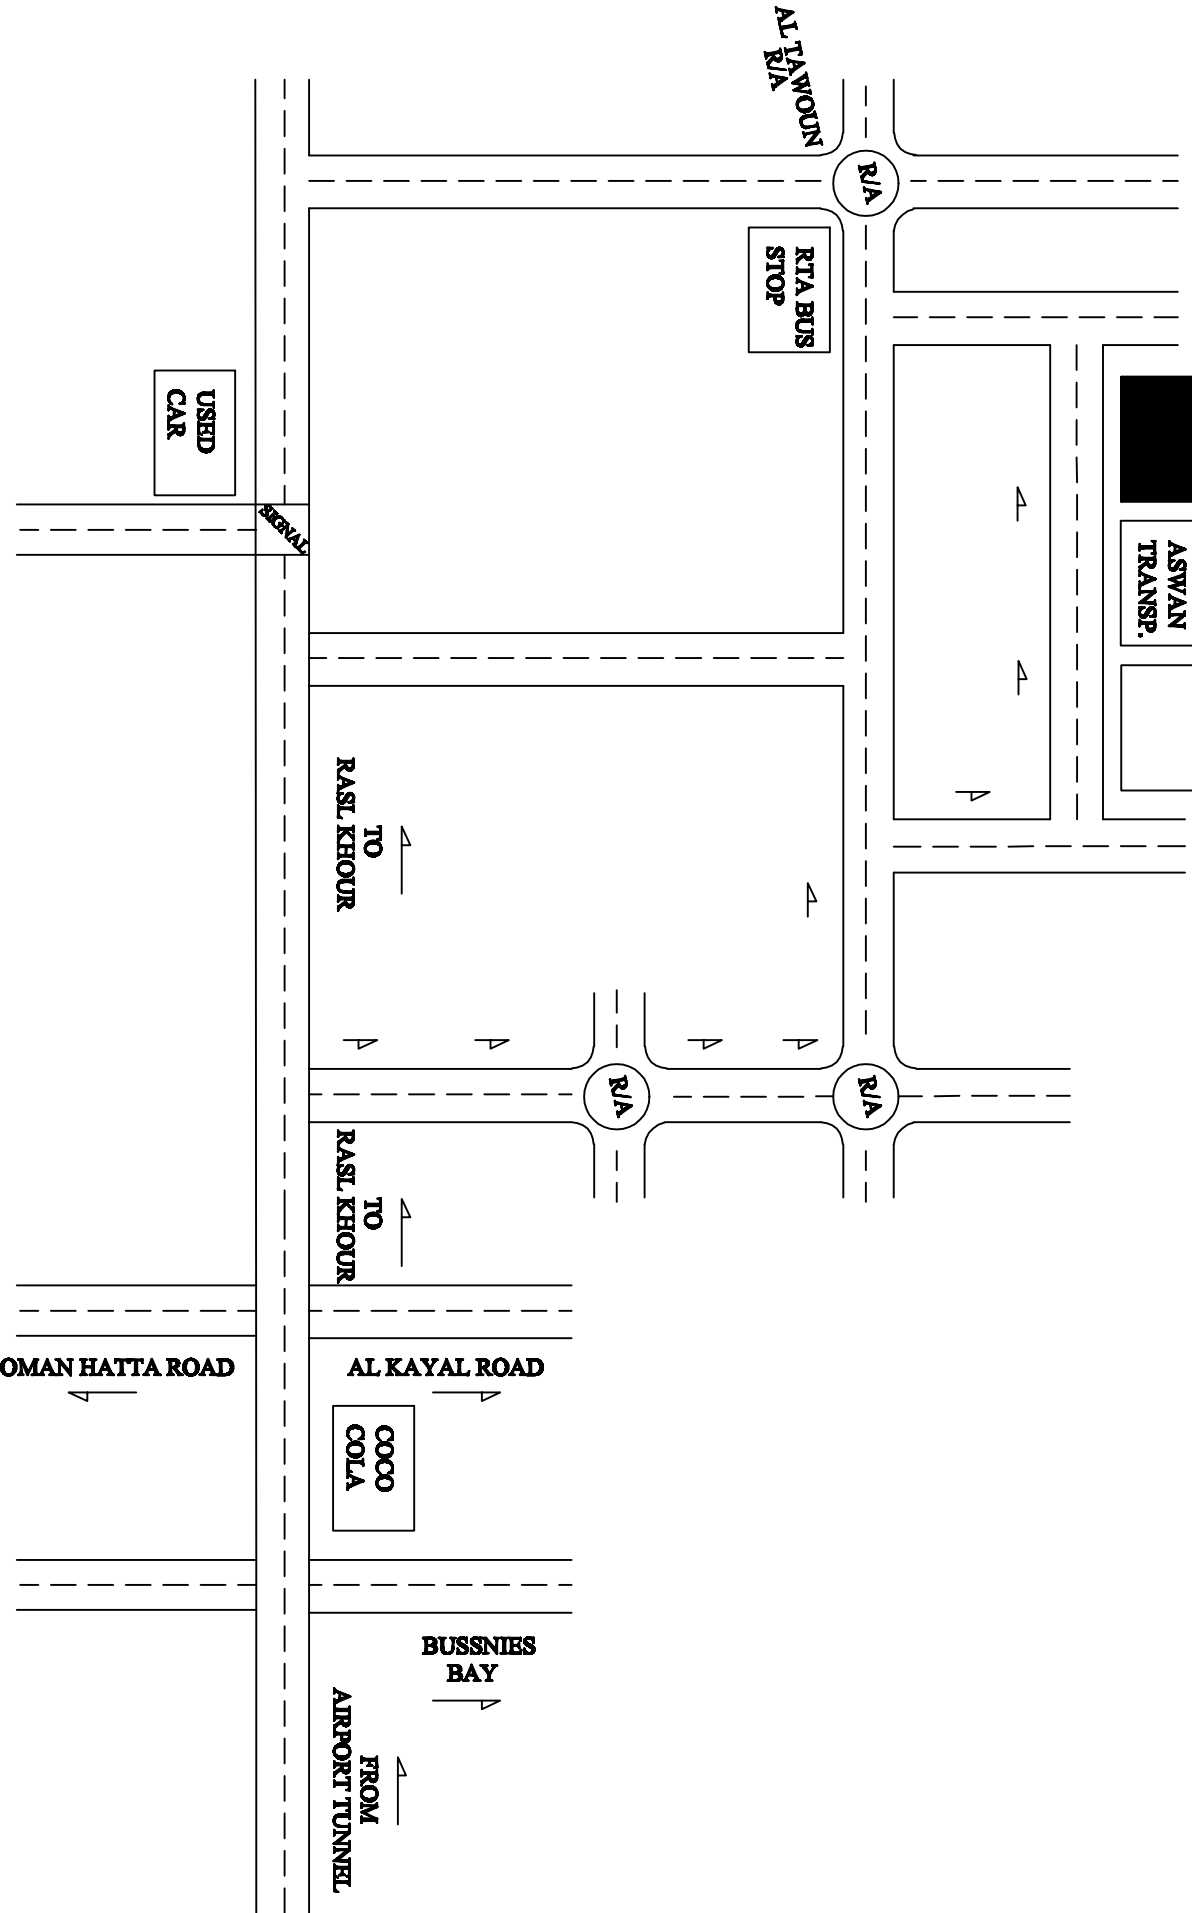 AL TAWOUN
R/A
R/A
RTA BUS
STOP
USED
CAR
SIGNAL
ASWAN
TRANSP.
TO
RASL KHOUR
R/A
R/A
TO
RASL KHOUR
OMAN HATTA ROAD
AL KAYAL ROAD
COCO
COLA
BUSSNIES
BAY
FROM
AIRPORT TUNNEL